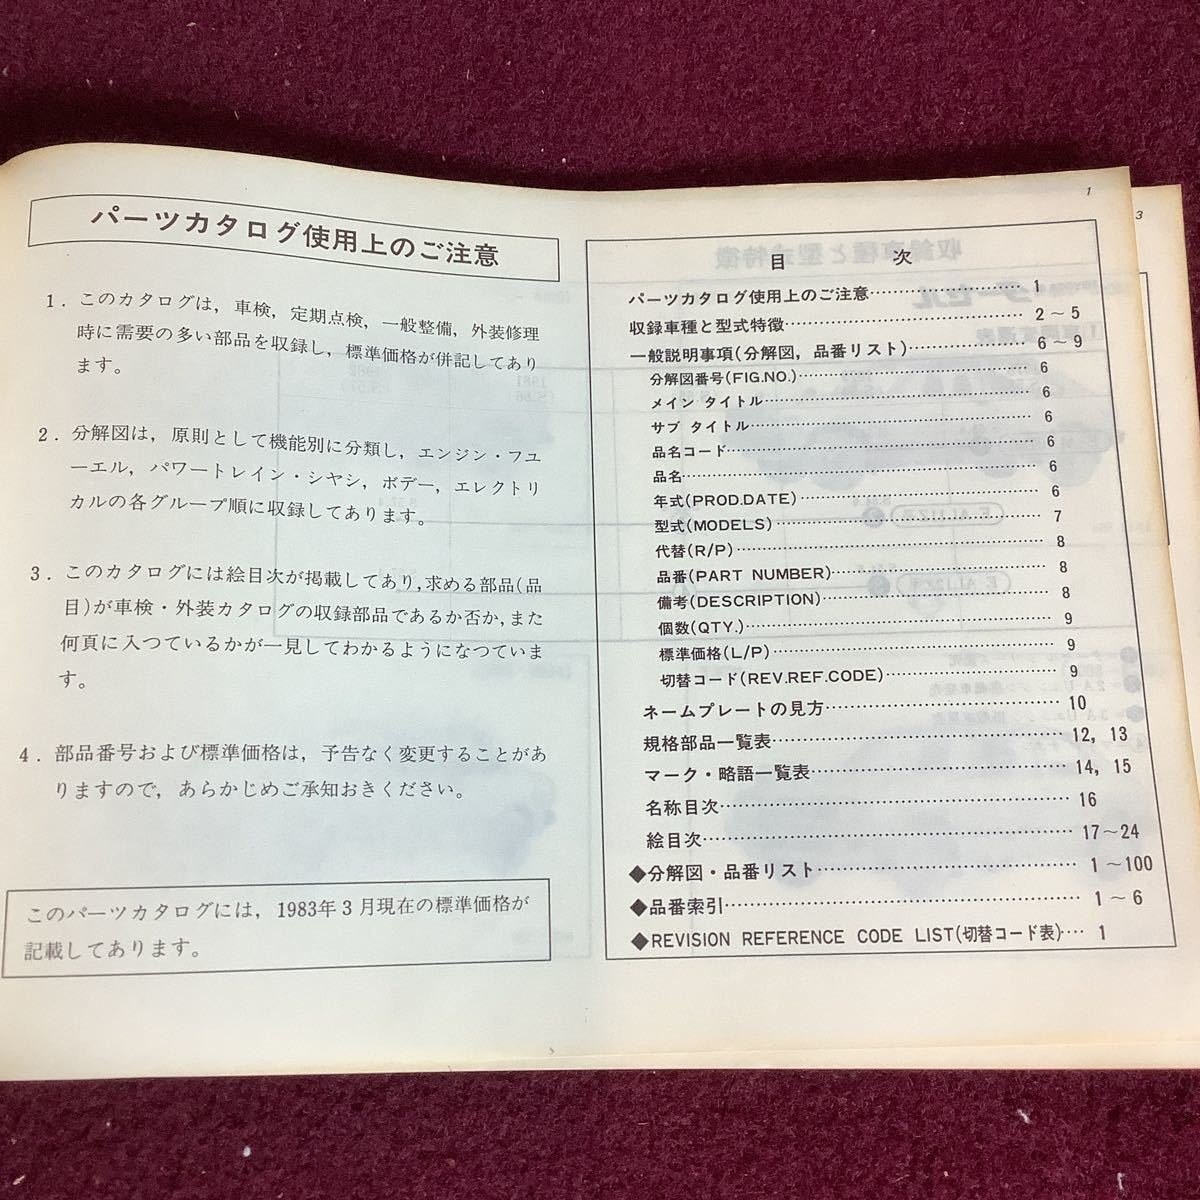 1
3
パーツカタログ使用上のご注意
1．このカタログは，車検，定期点検，一般整備，外装修理
時に需要の多い部品を収録し，標準価格が併記してあり
ます。
2．分解図は，原則として機能別に分類し，エンジン・フユ
ーエル，パワートレイン・シヤシ，ボデー，エレクトリ
カルの各グループ順に収録してあります。
3．このカタログには絵目次が掲載してあり，求める部品(品
目)が車検・外装カタログの収録部品であるか否か，また
何頁に入つているかが一見してわかるようになつていま
す。
4．部品番号および標準価格は，予告なく変更することがあ
りますので，あらかじめご承知おきください。
このパーツカタログには，1983年3月現在の標準価格が
記載してあります。
目　　次
パーツカタログ使用上のご注意……………… 1
収録車種と型式特徴………………………… 2～5
一般説明事項(分解図，品番リスト)………… 6～9
分解図番号(FIG.NO.)……………………… 6
メイン タイトル…………………………… 6
サブ タイトル……………………………… 6
品名コード………………………………… 6
品名………………………………………… 6
年式(PROD.DATE)………………………… 6
型式(MODELS)…………………………… 7
代替(R/P)………………………………… 8
品番(PART NUMBER)…………………… 8
備考(DESCRIPTION)……………………… 8
個数(QTY.)………………………………… 9
標準価格(L/P)…………………………… 9
切替コード(REV.REF.CODE)……………… 9
ネームプレートの見方……………………… 10
規格部品一覧表……………………………… 12，13
マーク・略語一覧表………………………… 14，15
名称目次……………………………………… 16
絵目次………………………………………… 17～24
◆分解図・品番リスト……………………… 1～100
◆品番索引…………………………………… 1～6
◆REVISION REFERENCE CODE LIST(切替コード表)…· 1